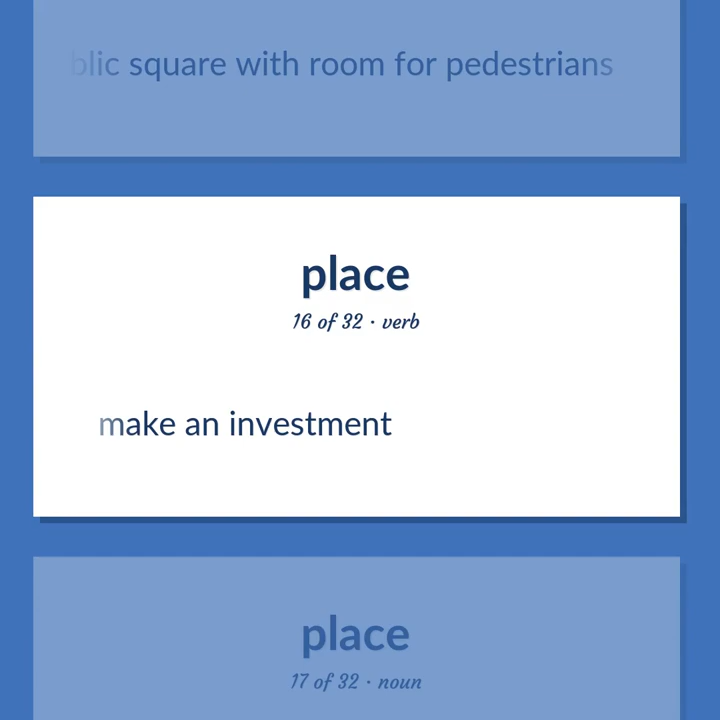 blic square with room for pedestrians
place
16 of 32 · verb
make an investment
place
17 of 32 · noun